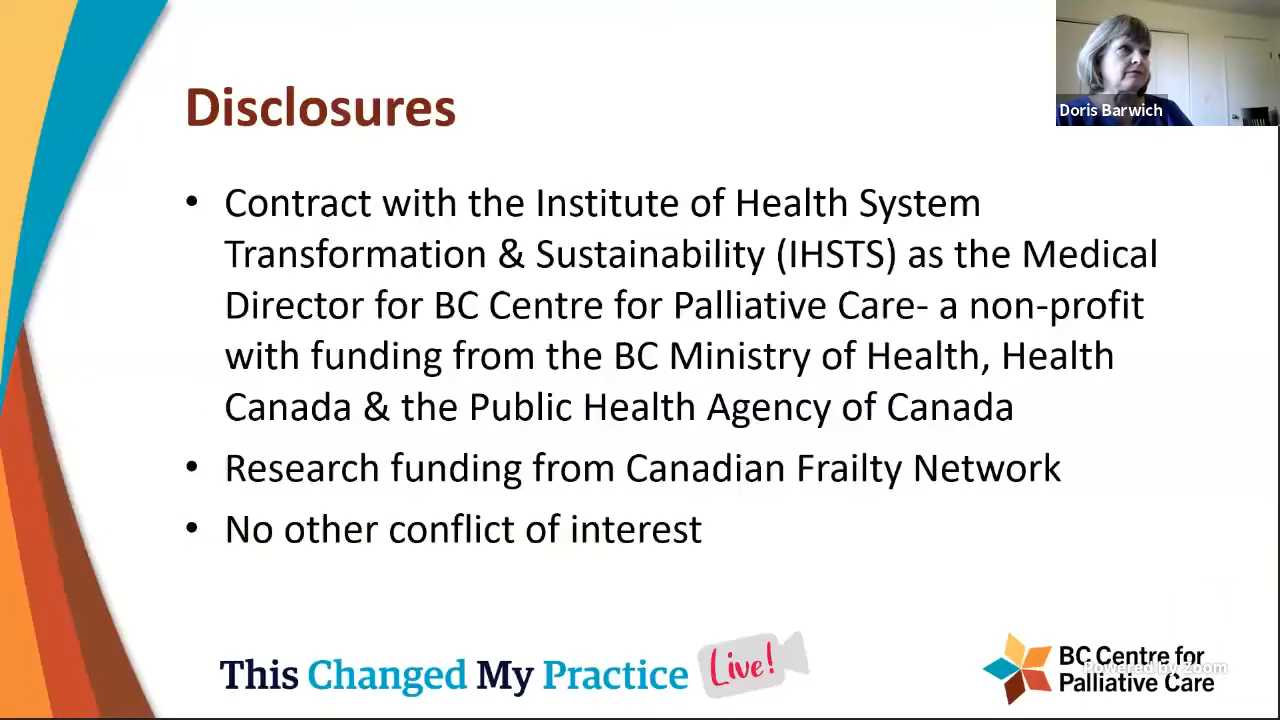 Doris Barwich
Disclosures
• Contract with the Institute of Health System
Transformation & Sustainability (IHSTS) as the Medical
Director for BC Centre for Palliative Care- a non-profit
with funding from the BC Ministry of Health, Health
Canada & the Public Health Agency of Canada
• Research funding from Canadian Frailty Network
• No other conflict of interest
This Changed My Practice Live!
BC Centre for
Powered by Zoom
Palliative Care